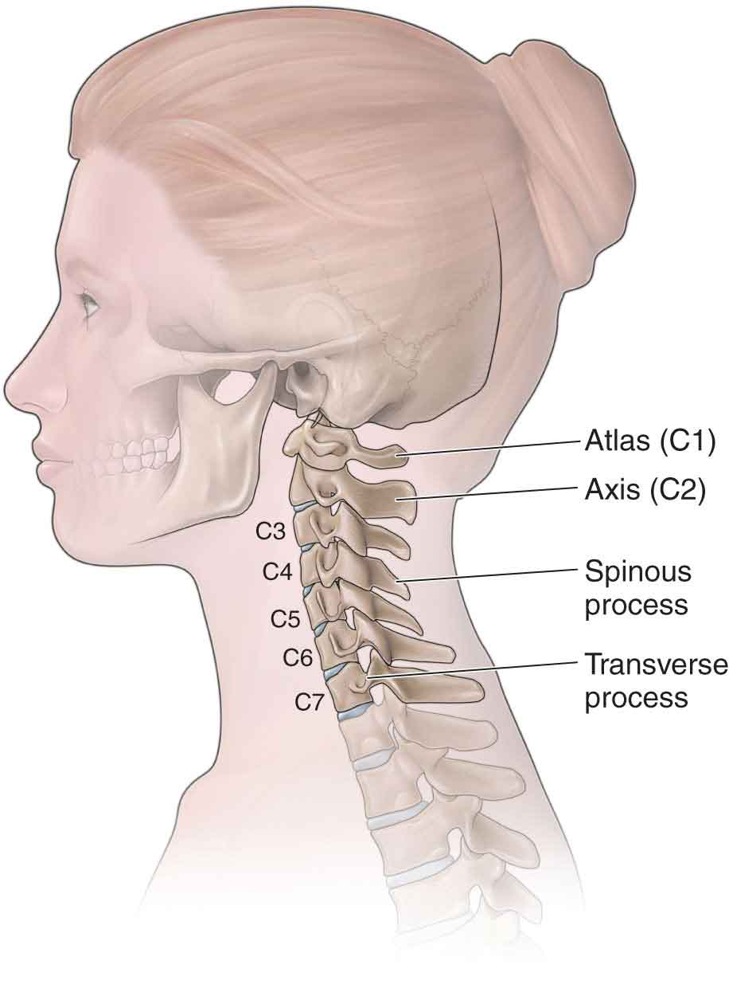 Atlas (C1)
Axis (C2)
C3
C4
Spinous
process
C5
C6
Transverse
process
C7